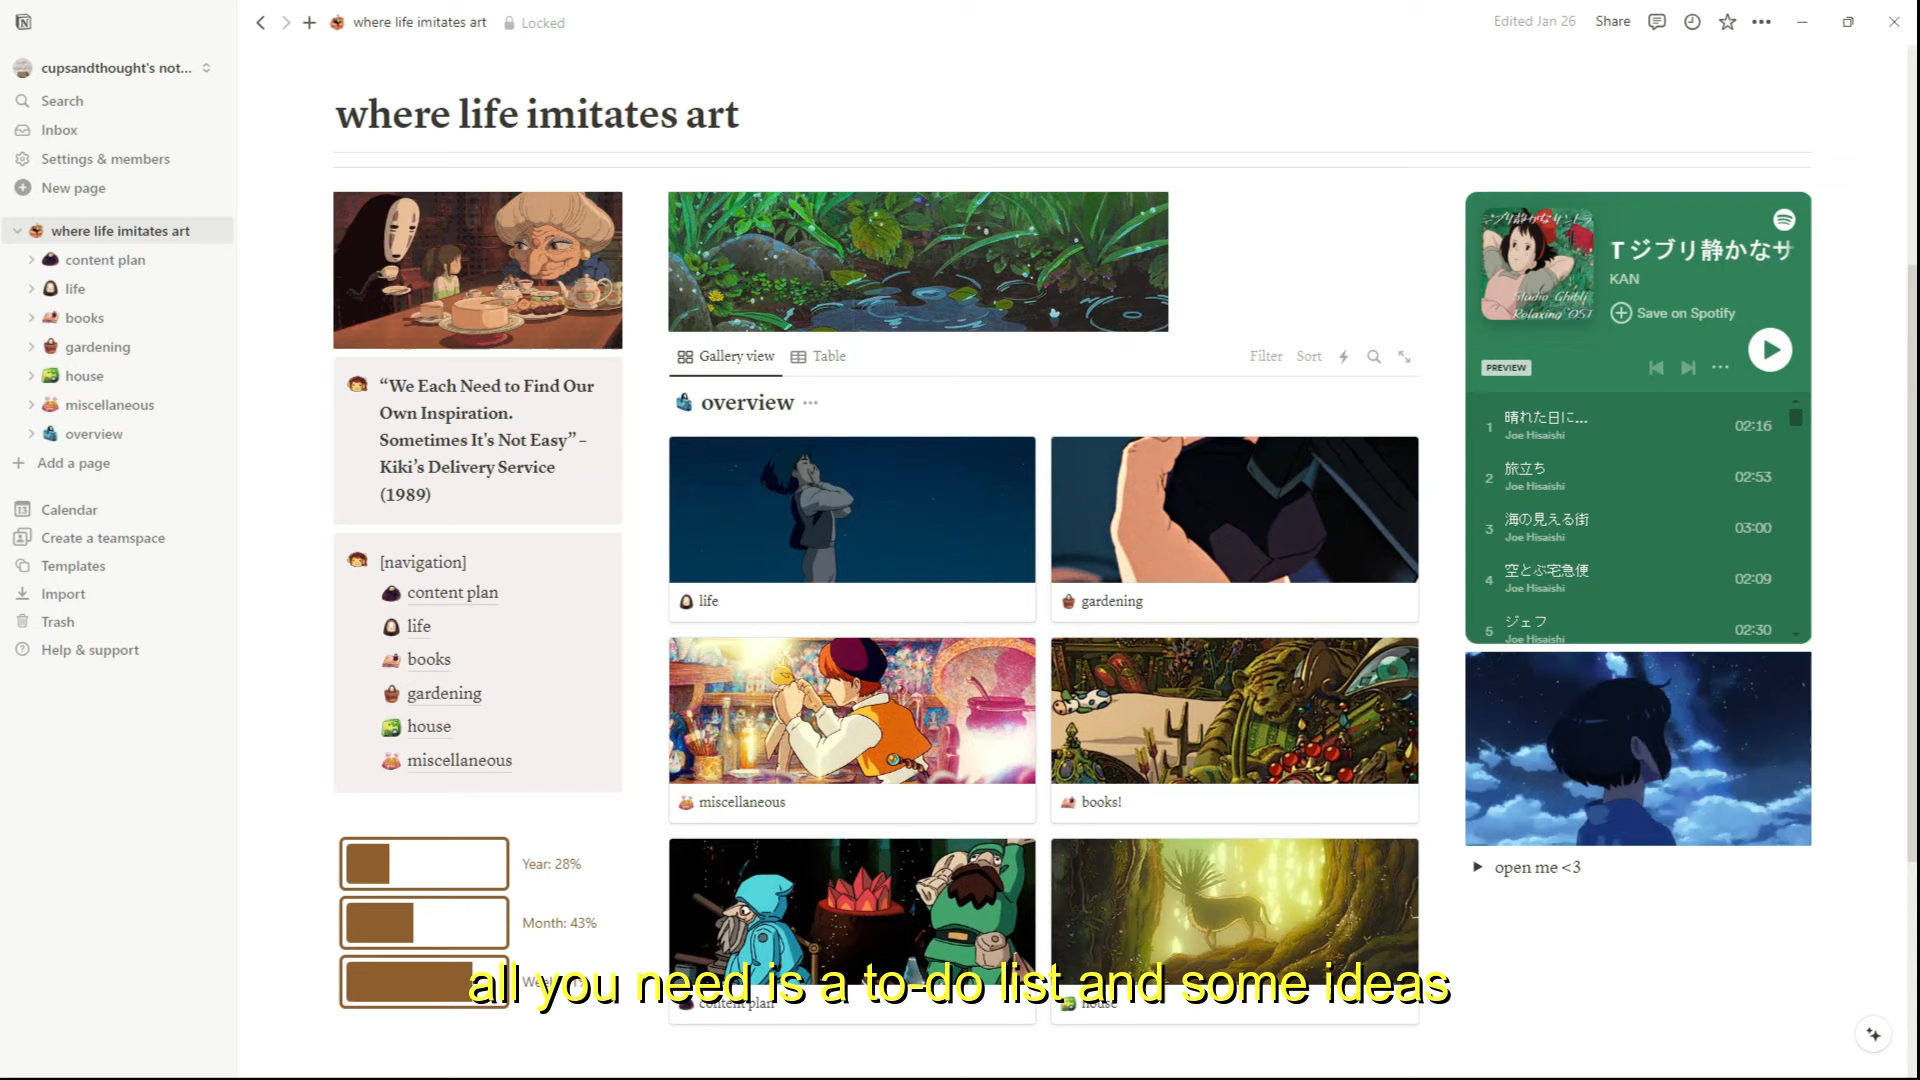 where life imitates art
Locked
Edited Jan 26
Share
cupsandthought's not...
Search
Inbox
Settings & members
New page
where life imitates art
content plan
life
books
gardening
house
miscellaneous
overview
Add a page
13
Calendar
Create a teamspace
Templates
Import
Trash
Help & support
where life imitates art
“We Each Need to Find Our
Own Inspiration.
Sometimes It's Not Easy” –
Kiki’s Delivery Service
(1989)
[navigation]
content plan
life
books
gardening
house
miscellaneous
Year: 28%
Month: 43%
Gallery view
Table
Filter
Sort
overview
life
gardening
miscellaneous
books!
content plan
house
Studio Ghibli
Relaxing OST
T ジブリ静かなサ
KAN
Save on Spotify
PREVIEW
1
晴れた日に...
Joe Hisaishi
02:16
2
旅立ち
Joe Hisaishi
02:53
3
海の見える街
Joe Hisaishi
03:00
4
空とぶ宅急便
Joe Hisaishi
02:09
5
ジェフ
Joe Hisaishi
02:30
open me <3
all you need is a to-do list and some ideas